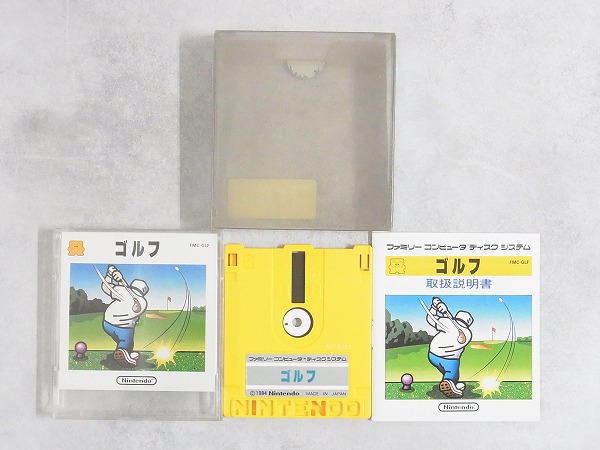 ゴルフ
FMC-GLF
Nintendo
ファミリー コンピュータ ディスク システム
ゴルフ
©1984 Nintendo MADE IN JAPAN
NINTENDO
ファミリー コンピュータ ディスク システム
ゴルフ
FMC-GLF
取扱説明書
Nintendo